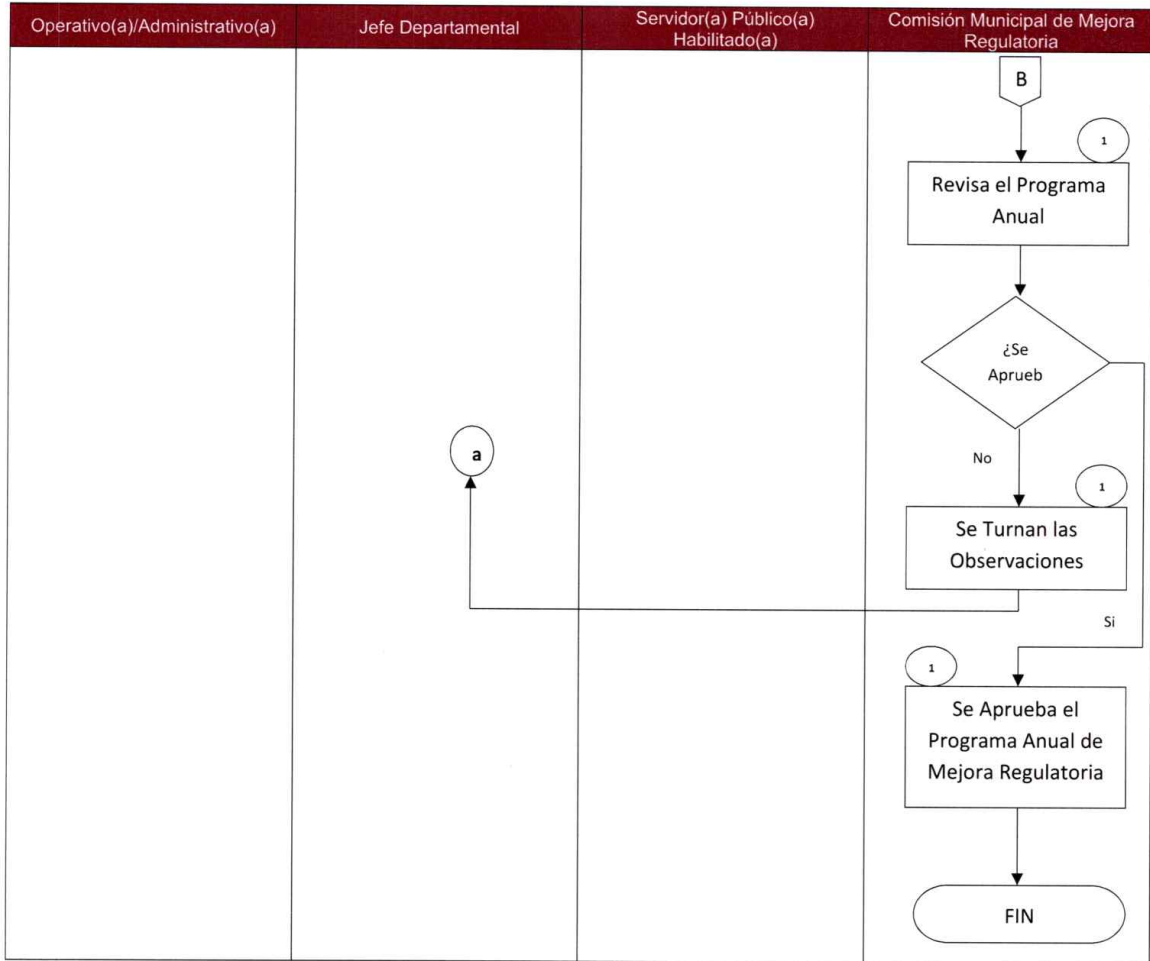 Operativo(a)/Administrativo(a)
Jefe Departamental
Servidor(a) Público(a)
Habilitado(a)
Comisión Municipal de Mejora
Regulatoria
B
1
Revisa el Programa
Anual
¿Se
Aprueb
a
No
1
Se Turnan las
Observaciones
Si
1
Se Aprueba el
Programa Anual de
Mejora Regulatoria
FIN